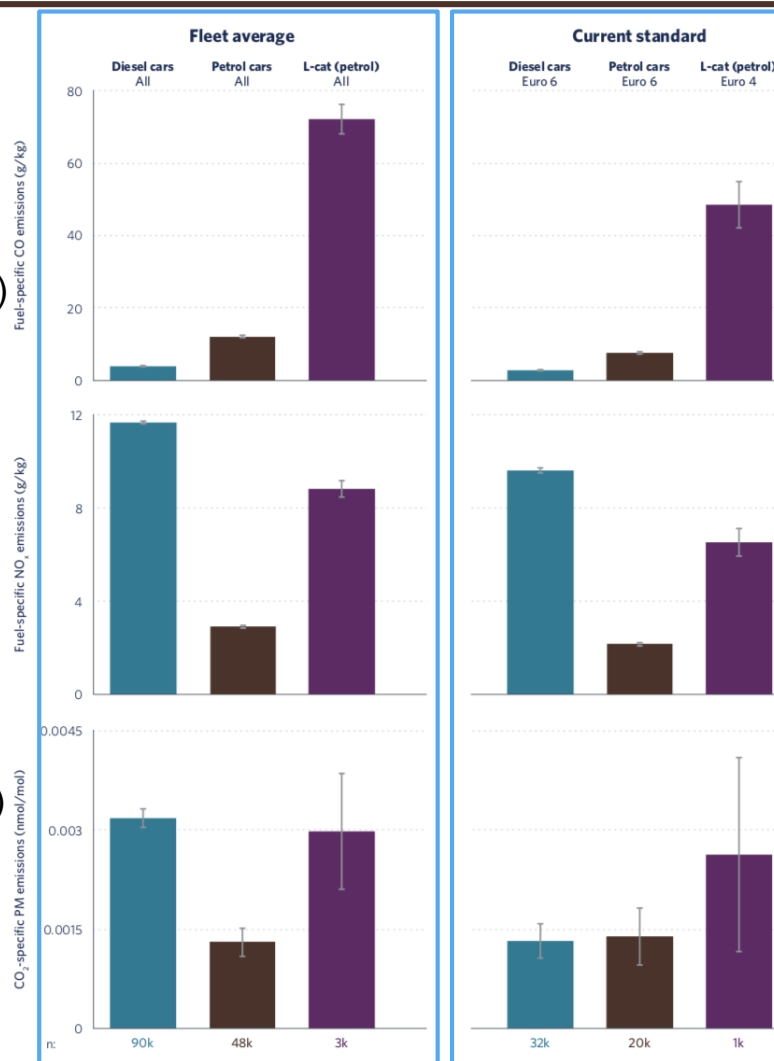 Fleet average
Current standard
Diesel cars
All
Petrol cars
All
L-cat (petrol)
All
Diesel cars
Euro 6
Petrol cars
Euro 6
L-cat (petrol)
Euro 4
Fuel-specific CO emissions (g/kg)
80
60
40
20
0
Fuel-specific NOₓ emissions (g/kg)
12
8
4
0
CO₂-specific PM emissions (nmol/mol)
0.0045
0.003
0.0015
0
n:
90k
48k
3k
32k
20k
1k
)
)